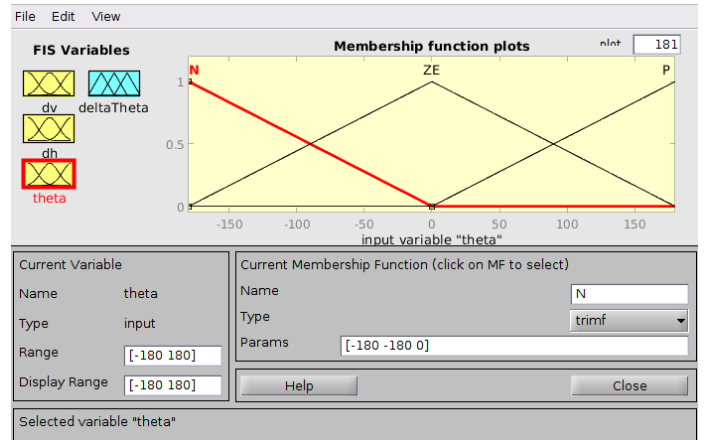 File Edit View
FIS Variables
dv deltaTheta
dh
theta
Membership function plots
plot 181
N ZE P
1
0.5
0
-150 -100 -50 0 50 100 150
input variable "theta"
Current Variable
Name theta
Type input
Range [-180 180]
Display Range [-180 180]
Current Membership Function (click on MF to select)
Name N
Type trimf
Params [-180 -180 0]
Help Close
Selected variable "theta"